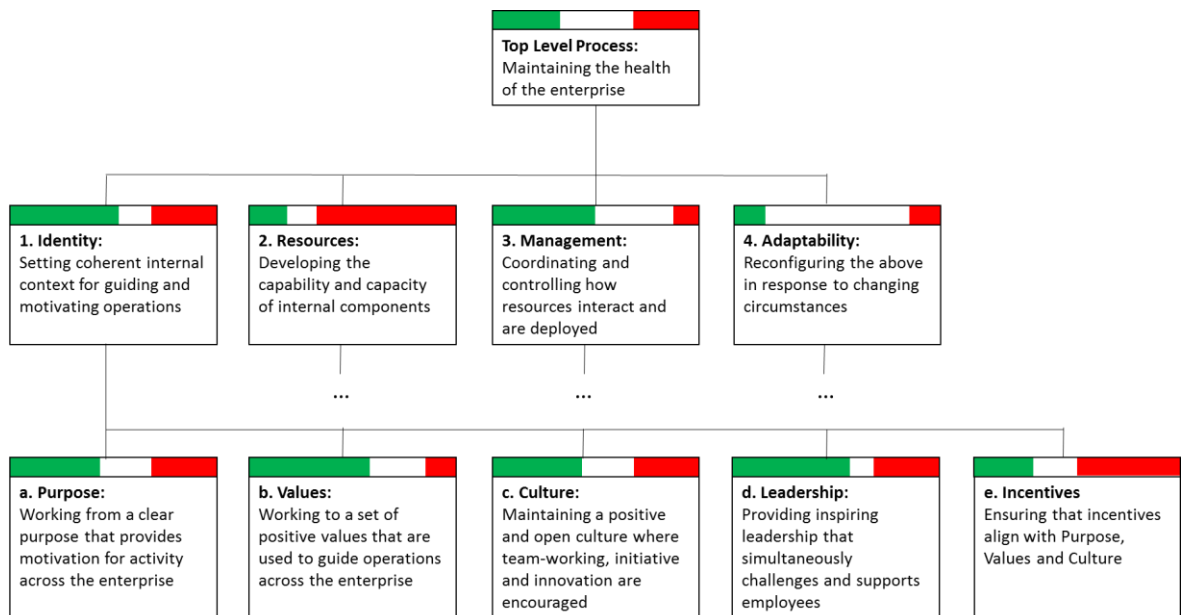 Top Level Process:
Maintaining the health
of the enterprise
1. Identity:
Setting coherent internal
context for guiding and
motivating operations
2. Resources:
Developing the
capability and capacity
of internal components
3. Management:
Coordinating and
controlling how
resources interact and
are deployed
4. Adaptability:
Reconfiguring the above
in response to changing
circumstances
...
...
...
a. Purpose:
Working from a clear
purpose that provides
motivation for activity
across the enterprise
b. Values:
Working to a set of
positive values that are
used to guide operations
across the enterprise
c. Culture:
Maintaining a positive
and open culture where
team-working, initiative
and innovation are
encouraged
d. Leadership:
Providing inspiring
leadership that
simultaneously
challenges and supports
employees
e. Incentives
Ensuring that incentives
align with Purpose,
Values and Culture